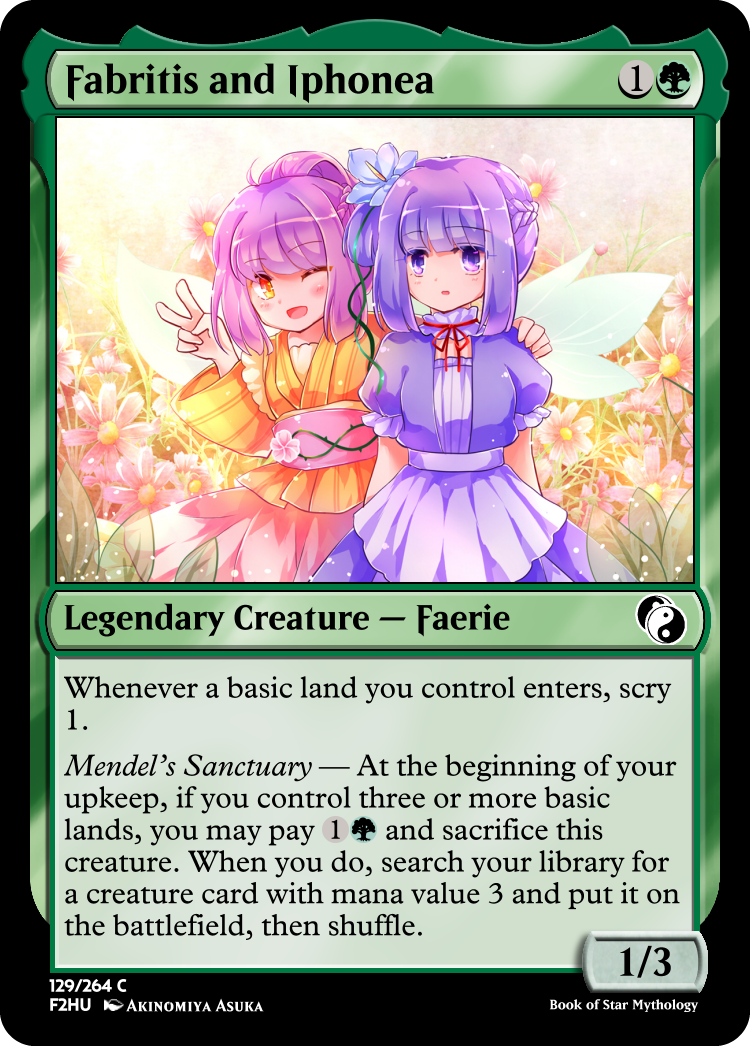 Fabritis and Iphonea 1
Legendary Creature — Faerie
Whenever a basic land you control enters, scry
1.
Mendel's Sanctuary — At the beginning of your
upkeep, if you control three or more basic
lands, you may pay 1 and sacrifice this
creature. When you do, search your library for
a creature card with mana value 3 and put it on
the battlefield, then shuffle.
1/3
129/264 C
F2HU Akinomiya Asuka
Book of Star Mythology